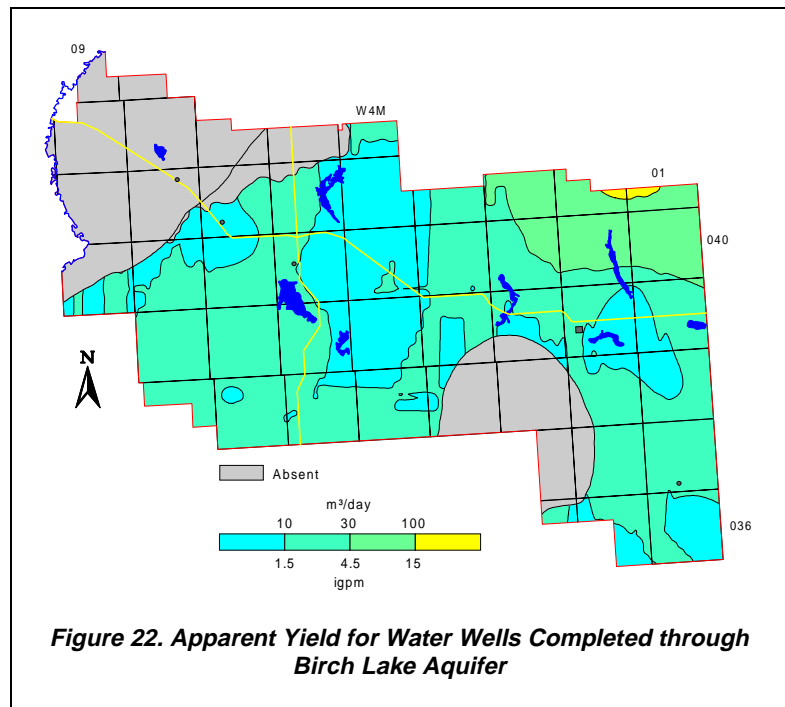 09
W4M
01
040
N
Absent
m³/day
10 30 100
1.5 4.5 15
igpm
036
Figure 22. Apparent Yield for Water Wells Completed through
Birch Lake Aquifer